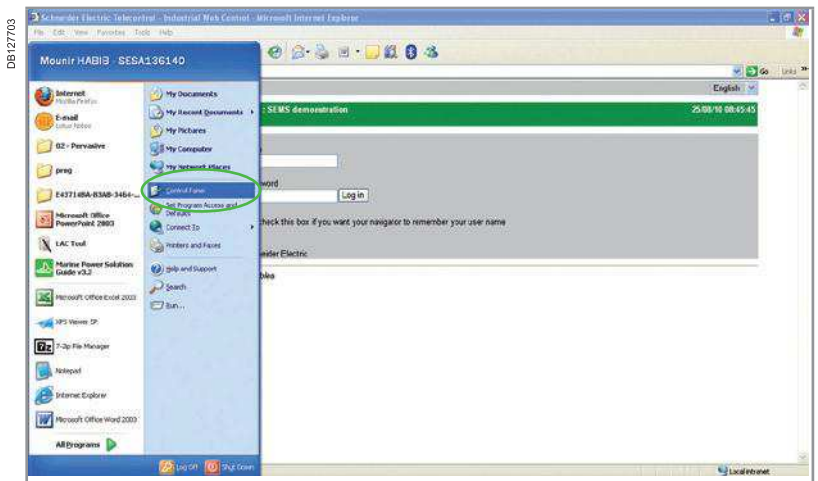 DB127703
Schneider Electric Telecontrol - Industrial Web Control - Microsoft Internet Explorer
File Edit View Favorites Tools Help
Mounir HABIB - SESA136140
Go Links »
English
: SEMS demonstration
25/08/10 08:45:45
word
Log in
check this box if you want your navigator to remember your user name
neider Electric
bles
Internet
Mozilla Firefox
E-mail
Lotus Notes
02 - Pervasive
preg
E43714BA-B3AB-3464-...
Microsoft Office
PowerPoint 2003
LAC Tool
Marine Power Solution
Guide v3.2
Microsoft Office Excel 2003
XPS Viewer EP
7-Zip File Manager
Notepad
Internet Explorer
Microsoft Office Word 2003
All Programs
My Documents
My Recent Documents
My Pictures
My Computer
My Network Places
Control Panel
Set Program Access and
Defaults
Connect To
Printers and Faxes
Help and Support
Search
Run...
Log Off
Shut Down
Local intranet